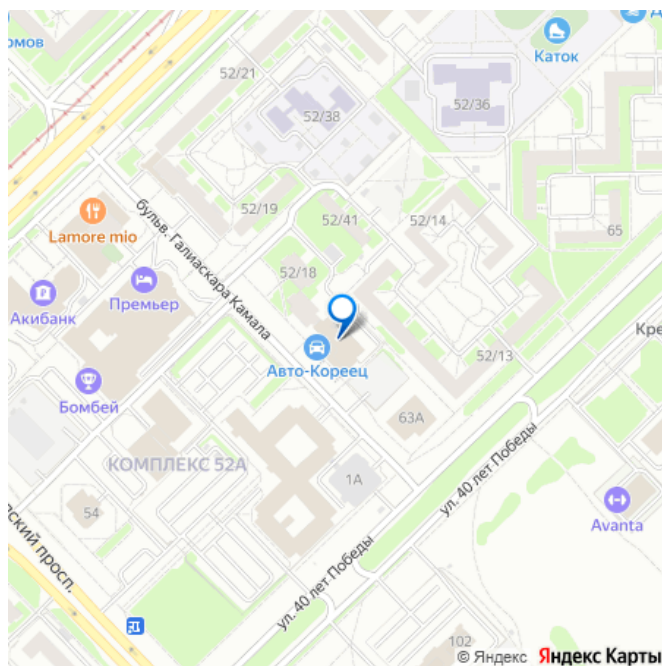 омов
Д
Каток
52/21
52/38
52/36
Lamore mio
бульв. Галиаскара Камала
52/19
52/41
52/14
65
Акибанк
Премьер
52/18
Авто-Кореец
52/13
Кре
Бомбей
63А
КОМПЛЕКС 52А
1А
ул. 40 лет Победы
Avanta
54
дский просп.
ул. 40 лет Победы
102
© Яндекс Яндекс Карты